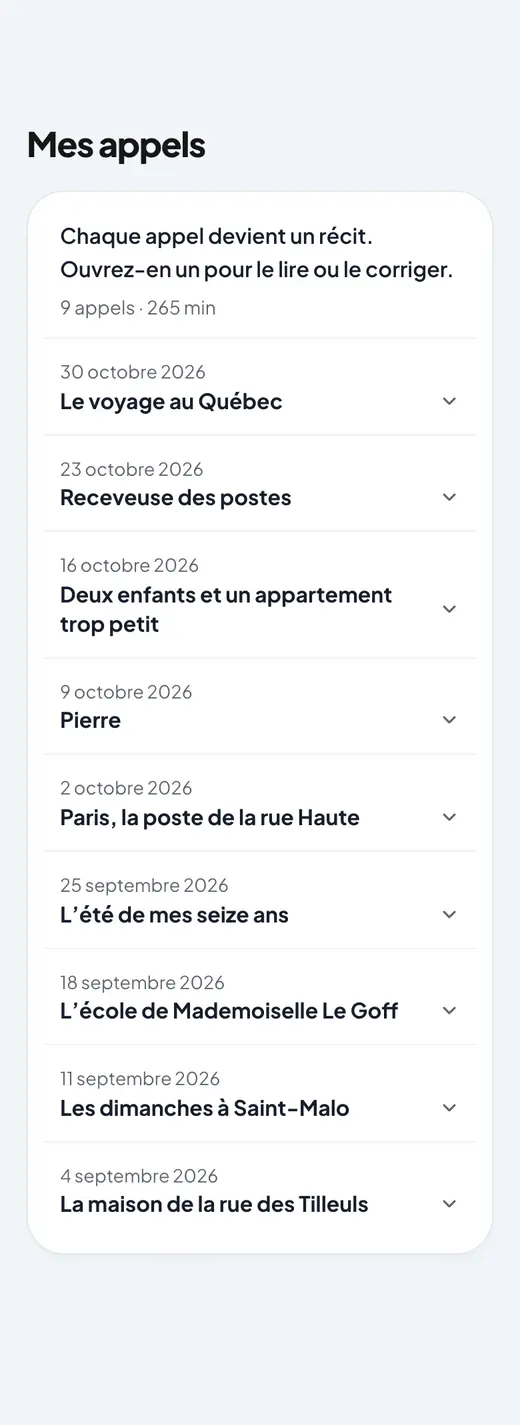 Mes appels
Chaque appel devient un récit.
Ouvrez-en un pour le lire ou le corriger.
9 appels · 265 min
30 octobre 2026
Le voyage au Québec
23 octobre 2026
Receveuse des postes
16 octobre 2026
Deux enfants et un appartement
trop petit
9 octobre 2026
Pierre
2 octobre 2026
Paris, la poste de la rue Haute
25 septembre 2026
L’été de mes seize ans
18 septembre 2026
L’école de Mademoiselle Le Goff
11 septembre 2026
Les dimanches à Saint-Malo
4 septembre 2026
La maison de la rue des Tilleuls